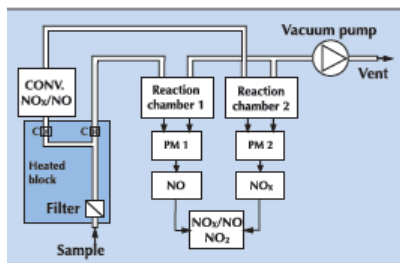 Vacuum pump
Vent
CONV.
NOx/NO
Reaction
chamber 1
Reaction
chamber 2
C
C
PM 1
PM 2
Heated
block
NO
NOx
Filter
NOx/NO
NO2
Sample